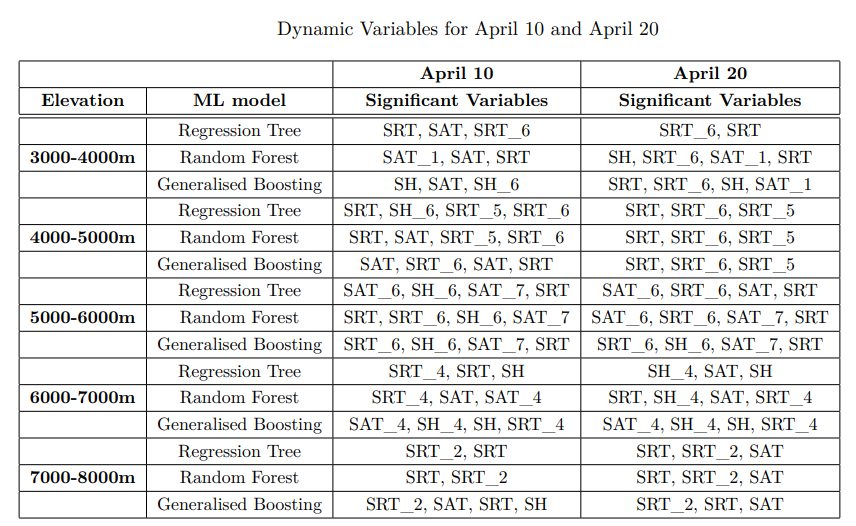 Dynamic Variables for April 10 and April 20
April 10 April 20
Elevation ML model Significant Variables Significant Variables
Regression Tree SRT, SAT, SRT_6 SRT_6, SRT
3000-4000m Random Forest SAT_1, SAT, SRT SH, SRT_6, SAT_1, SRT
Generalised Boosting SH, SAT, SH_6 SRT, SRT_6, SH, SAT_1
Regression Tree SRT, SH_6, SRT_5, SRT_6 SRT, SRT_6, SRT_5
4000-5000m Random Forest SRT, SAT, SRT_5, SRT_6 SRT, SRT_6, SRT_5
Generalised Boosting SAT, SRT_6, SAT, SRT SRT, SRT_6, SRT_5
Regression Tree SAT_6, SH_6, SAT_7, SRT SAT_6, SRT_6, SAT, SRT
5000-6000m Random Forest SRT, SRT_6, SH_6, SAT_7 SAT_6, SRT_6, SAT_7, SRT
Generalised Boosting SRT_6, SH_6, SAT_7, SRT SRT_6, SH_6, SAT_7, SRT
Regression Tree SRT_4, SRT, SH SH_4, SAT, SH
6000-7000m Random Forest SRT_4, SAT, SAT_4 SRT, SH_4, SAT, SRT_4
Generalised Boosting SAT_4, SH_4, SH, SRT_4 SAT_4, SH_4, SH, SRT_4
Regression Tree SRT_2, SRT SRT, SRT_2, SAT
7000-8000m Random Forest SRT, SRT_2 SRT, SRT_2, SAT
Generalised Boosting SRT_2, SAT, SRT, SH SRT_2, SRT, SAT